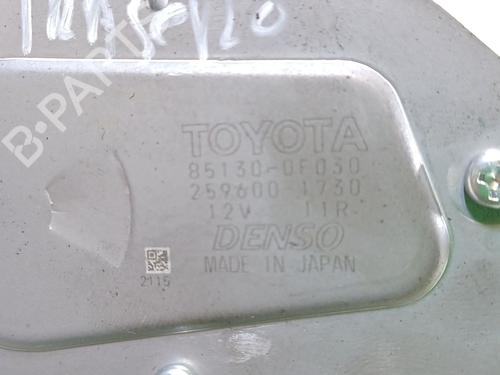 B-PARTS
TOYOTA
85130-0F030
259600-1730
12V 11R
DENSO
MADE IN JAPAN
2115